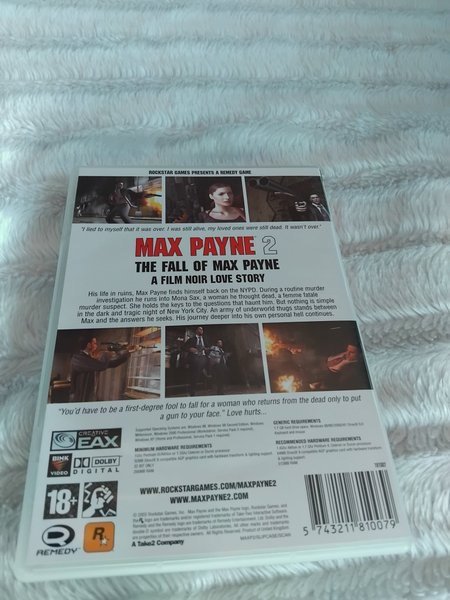 ROCKSTAR GAMES PRESENTS A REMEDY GAME
"I lied to myself that it was over. I was still alive, my loved ones were still dead. It wasn't over."
MAX PAYNE 2
THE FALL OF MAX PAYNE
A FILM NOIR LOVE STORY
His life in ruins, Max Payne finds himself back on the NYPD. During a routine murder
investigation he runs into Mona Sax, a woman he thought dead, a femme fatale
murder suspect. She holds the keys to the questions that haunt him. But nothing is simple
in the dark and tragic night of New York City. An army of underworld thugs stands between
Max and the answers he seeks. His journey deeper into his own personal hell continues.
"You'd have to be a first-degree fool to fall for a woman who returns from the dead only to put
a gun to your face." Love hurts...
CREATIVE
EAX
BINK
VIDEO
DOLBY
DIGITAL
18+
MINIMUM HARDWARE REQUIREMENTS
GENERIC REQUIREMENTS
Keyboard and mouse
RECOMMENDED HARDWARE REQUIREMENTS
WWW.ROCKSTARGAMES.COM/MAXPAYNE2
WWW.MAXPAYNE2.COM
REMEDY
R
A Take2 Company
MAXP2/SLIPCASE/SCAN
5 743211 810079